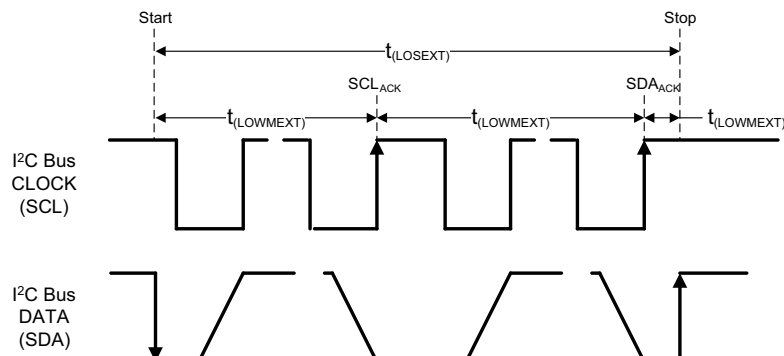 Start
Stop
t(LOSEXT)
SCLACK
SDAACK
t(LOWMEXT)
t(LOWMEXT)
t(LOWMEXT)
I²C Bus
CLOCK
(SCL)
I²C Bus
DATA
(SDA)